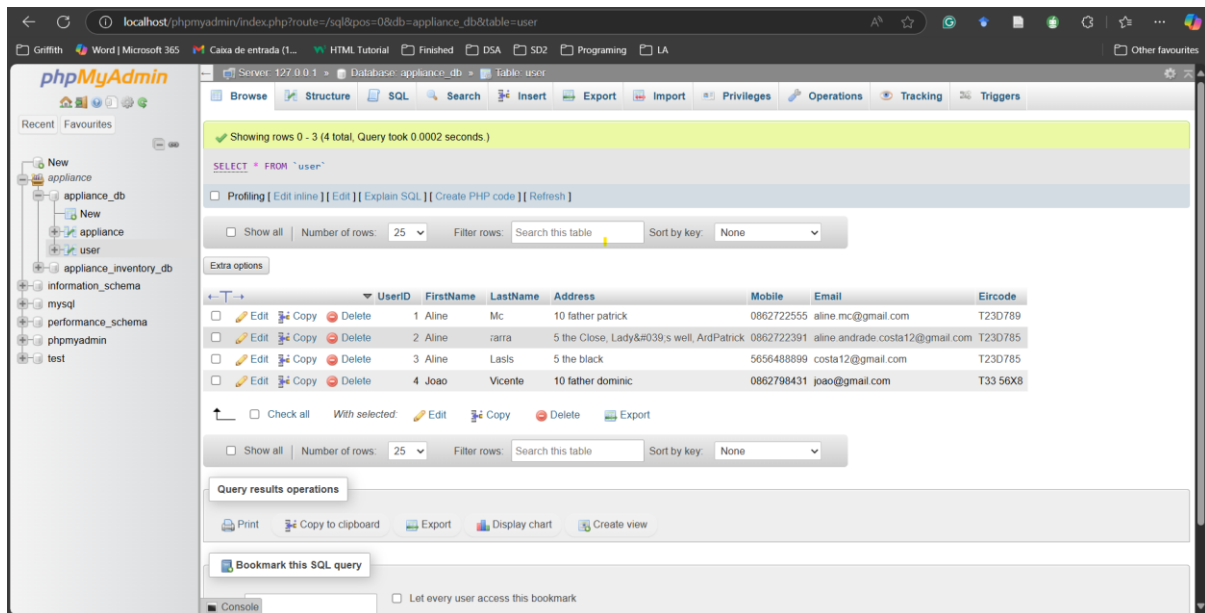 localhost/phpmyadmin/index.php?route=/sql&pos=0&db=appliance_db&table=user
Griffith Word | Microsoft 365 Caixa de entrada (1... HTML Tutorial Finished DSA SD2 Programing LA Other favourites
phpMyAdmin
Recent Favourites
New
appliance
appliance_db
New
appliance
user
appliance_inventory_db
information_schema
mysql
performance_schema
phpmyadmin
test
Server: 127.0.0.1 » Database: appliance_db » Table: user
Browse Structure SQL Search Insert Export Import Privileges Operations Tracking Triggers
Showing rows 0 - 3 (4 total, Query took 0.0002 seconds.)
SELECT * FROM `user`
Profiling [ Edit inline ] [ Edit ] [ Explain SQL ] [ Create PHP code ] [ Refresh ]
Show all | Number of rows: 25 Filter rows: Search this table Sort by key: None
Extra options
UserID FirstName LastName Address Mobile Email Eircode
Edit Copy Delete 1 Aline Mc 10 father patrick 0862722555 aline.mc@gmail.com T23D789
Edit Copy Delete 2 Aline zarra 5 the Close, Lady&#039;s well, ArdPatrick 0862722391 aline.andrade.costa12@gmail.com T23D785
Edit Copy Delete 3 Aline Lasls 5 the black 5656488899 costa12@gmail.com T23D785
Edit Copy Delete 4 Joao Vicente 10 father dominic 0862798431 joao@gmail.com T33 56X8
Check all With selected: Edit Copy Delete Export
Show all | Number of rows: 25 Filter rows: Search this table Sort by key: None
Query results operations
Print Copy to clipboard Export Display chart Create view
Bookmark this SQL query
Console
Let every user access this bookmark